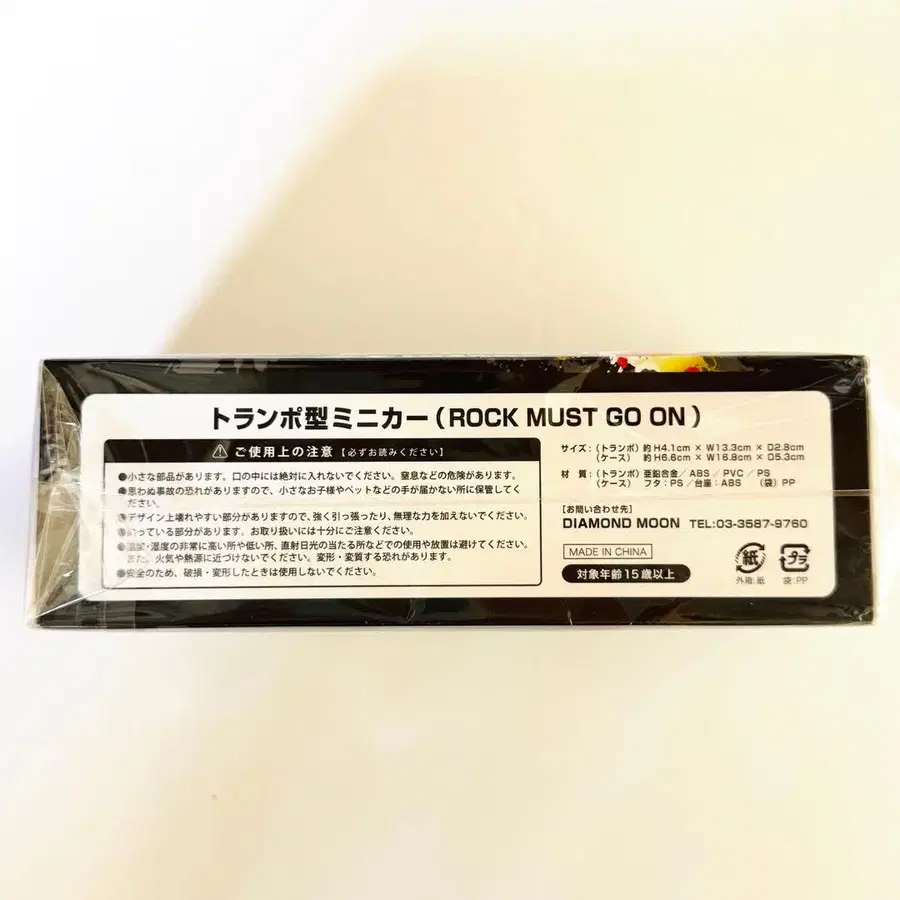 トランポ型ミニカー(ROCK MUST GO ON)
⚠ご使用上の注意【必ずお読みください】
●小さな部品があります。口の中には絶対に入れないでください。窒息などの危険があります。
●思わぬ事故の恐れがありますので、小さなお子様やペットなどの手が届かない所に保管してく
ださい。
●デザイン上壊れやすい部分がありますので、強く引っ張ったり、無理な力を加えないでください。
っている部分があります。お取り扱いには十分にご注意ください。
●温度・湿度の非常に高い所や低い所、直射日光の当たる所などでの使用や放置は避けてください。
また、火気や熱源に近づけないでください。変形・変質する恐れがあります。
●安全のため、破損・変形したときは使用しないでください。
サイズ:(トランポ)約H4.1cm × W13.3cm × D2.8cm
(ケース) 約H6.6cm × W16.8cm × D5.3cm
材 質:(トランポ)亜鉛合金/ABS/PVC/PS
(ケース) フタ:PS/台座:ABS (袋)PP
[お問い合わせ先]
DIAMOND MOON TEL:03-3587-9760
MADE IN CHINA
対象年齢15歳以上
紙
外箱:紙
プラ
袋:PP